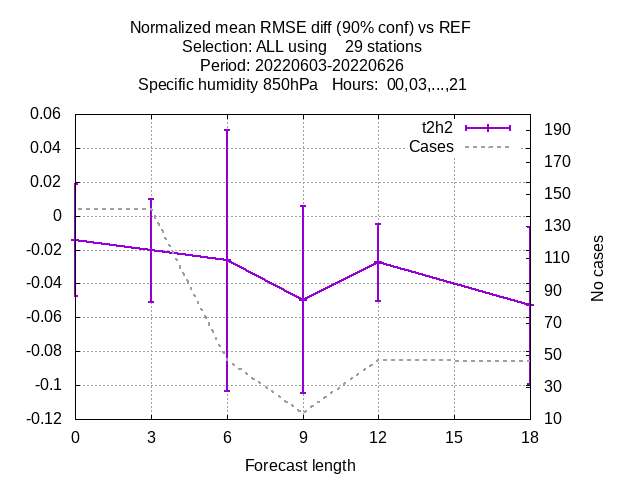 Normalized mean RMSE diff (90% conf) vs REF
Selection: ALL using 29 stations
Period: 20220603-20220626
Specific humidity 850hPa Hours: 00,03,...,21
t2h2
Cases
0.06
0.04
0.02
0
-0.02
-0.04
-0.06
-0.08
-0.1
-0.12
190
170
150
130
110
90
70
50
30
10
No cases
0 3 6 9 12 15 18
Forecast length